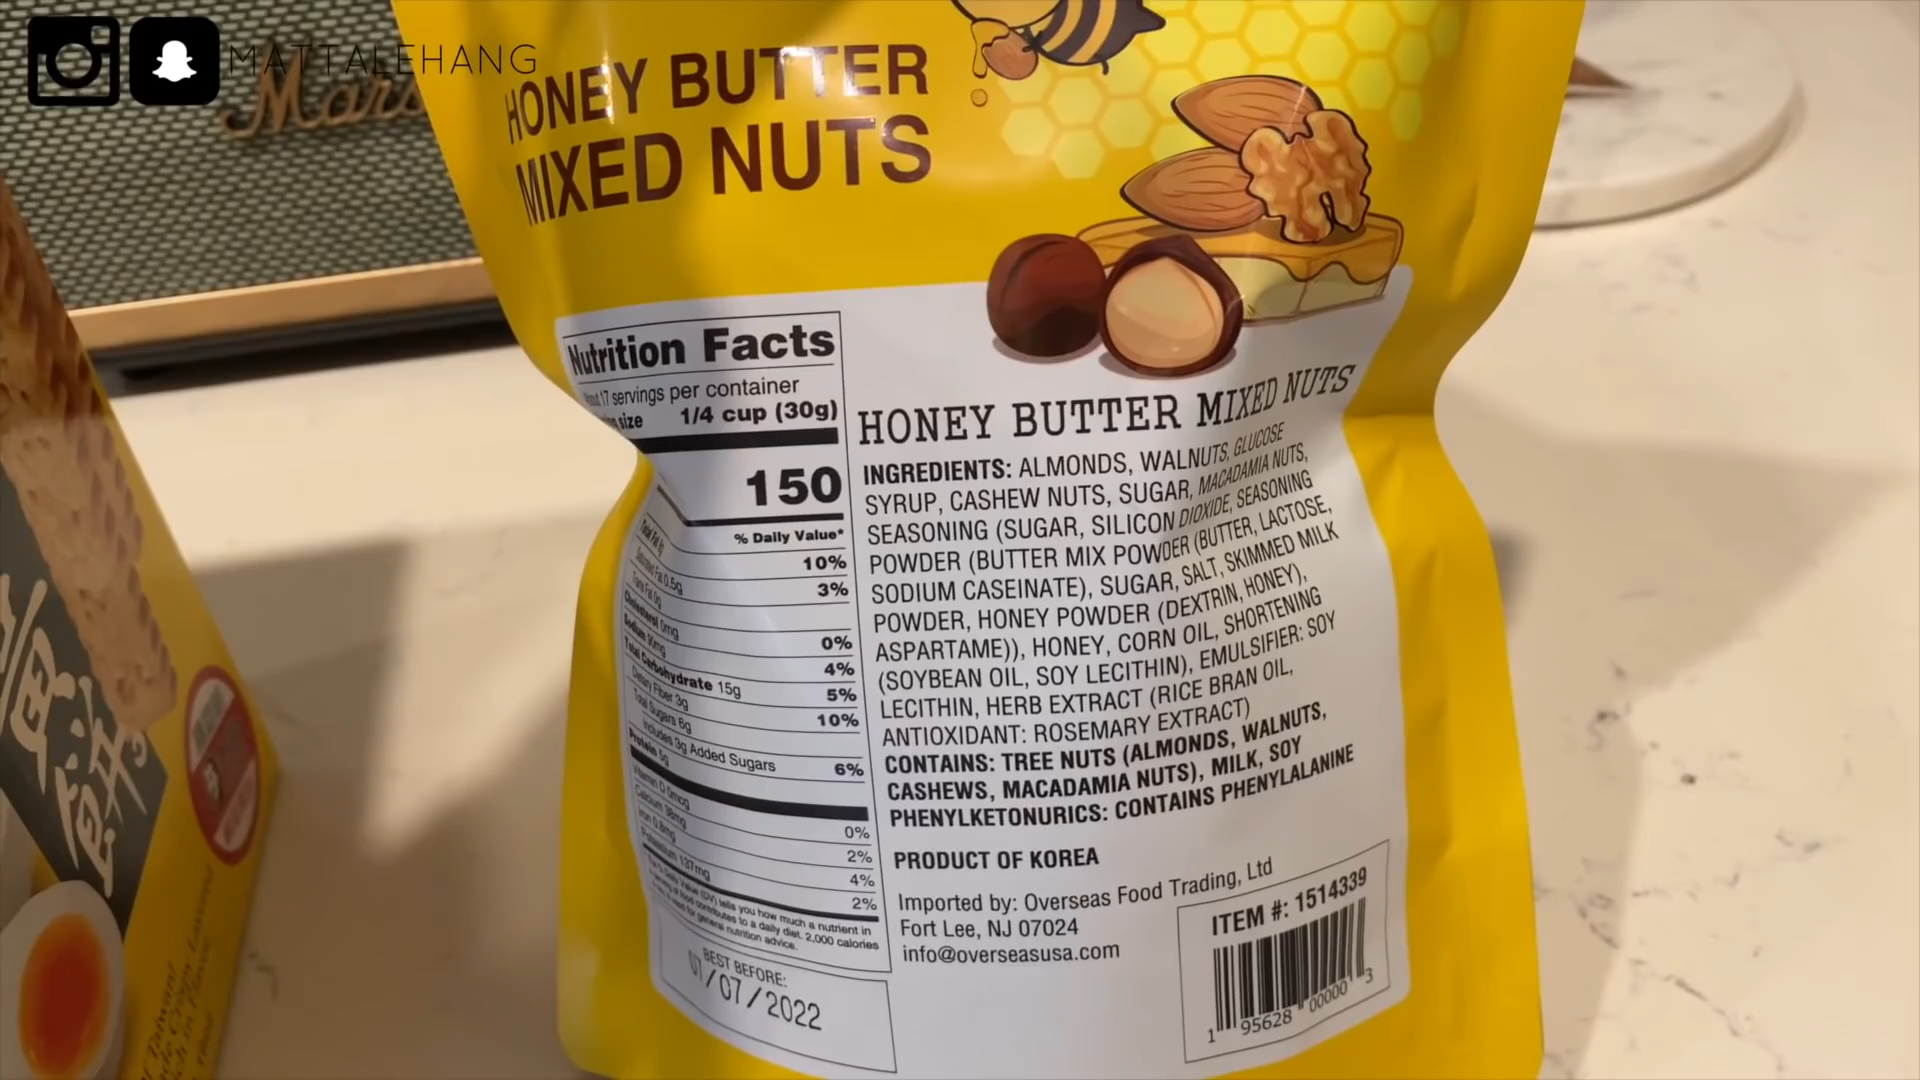 MATTALEHANG
HONEY BUTTER
MIXED NUTS
Nutrition Facts
17 servings per container
size 1/4 cup (30g)
150
% Daily Value*
10%
Saturated Fat 0.5g 3%
Trans Fat 0g
Cholesterol 0mg 0%
Sodium 90mg 4%
Total Carbohydrate 15g 5%
Dietary Fiber 3g 10%
Total Sugars 6g
Includes 3g Added Sugars 6%
Protein 5g
Vitamin D 0mcg 0%
Calcium 38mg 2%
Iron 0.8mg 4%
Potassium 137mg 2%
Daily Value (DV) tells you how much a nutrient in
serving of food contributes to a daily diet. 2,000 calories
used for general nutrition advice.
BEST BEFORE:
/07/2022
HONEY BUTTER MIXED NUTS
INGREDIENTS: ALMONDS, WALNUTS, GLUCOSE
SYRUP, CASHEW NUTS, SUGAR, MACADAMIA NUTS,
SEASONING (SUGAR, SILICON DIOXIDE, SEASONING
POWDER (BUTTER MIX POWDER (BUTTER, LACTOSE,
SODIUM CASEINATE), SUGAR, SALT, SKIMMED MILK
POWDER, HONEY POWDER (DEXTRIN, HONEY),
ASPARTAME)), HONEY, CORN OIL, SHORTENING
(SOYBEAN OIL, SOY LECITHIN), EMULSIFIER: SOY
LECITHIN, HERB EXTRACT (RICE BRAN OIL,
ANTIOXIDANT: ROSEMARY EXTRACT)
CONTAINS: TREE NUTS (ALMONDS, WALNUTS,
CASHEWS, MACADAMIA NUTS), MILK, SOY
PHENYLKETONURICS: CONTAINS PHENYLALANINE
PRODUCT OF KOREA
Imported by: Overseas Food Trading, Ltd
Fort Lee, NJ 07024
info@overseasusa.com
ITEM #: 1514339
1 95628 00000 3